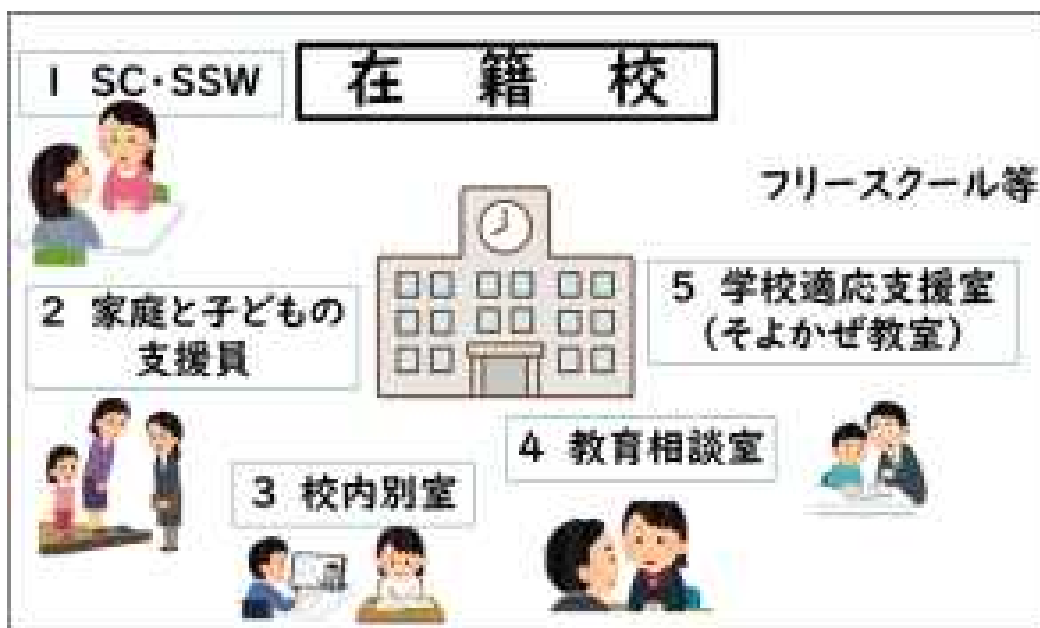 1 SC・SSW
在 籍 校
フリースクール等
2 家庭と子どもの
支援員
5 学校適応支援室
(そよかぜ教室)
4 教育相談室
3 校内別室